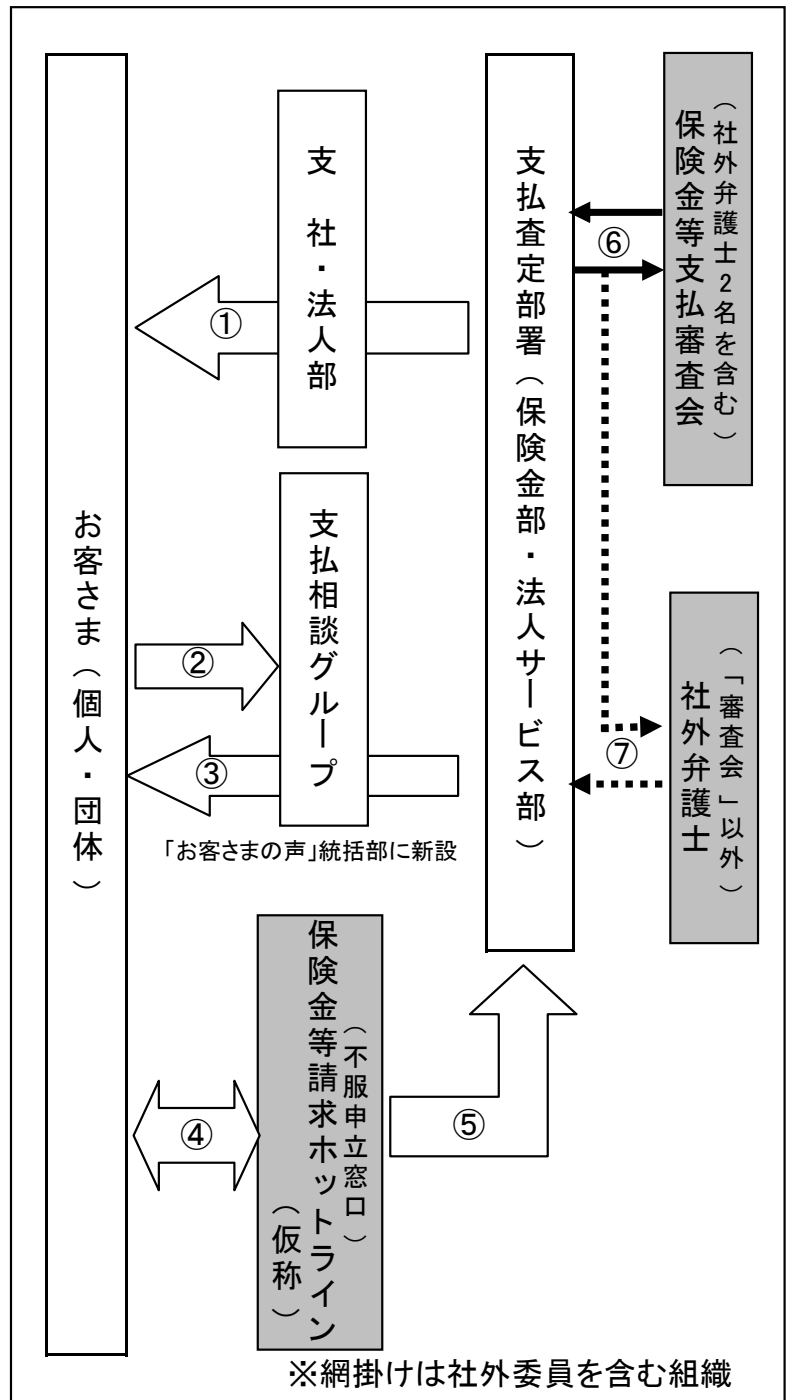 お客さま（個人・団体）
支　社・法人部
①
支払相談グループ
②
③
「お客さまの声」統括部に新設
保険金等請求ホットライン
（不服申立窓口）
（仮称）
④
⑤
支払査定部署（保険金部・法人サービス部）
保険金等支払審査会
（社外弁護士２名を含む）
⑥
社外弁護士
（「審査会」以外）
⑦
※網掛けは社外委員を含む組織